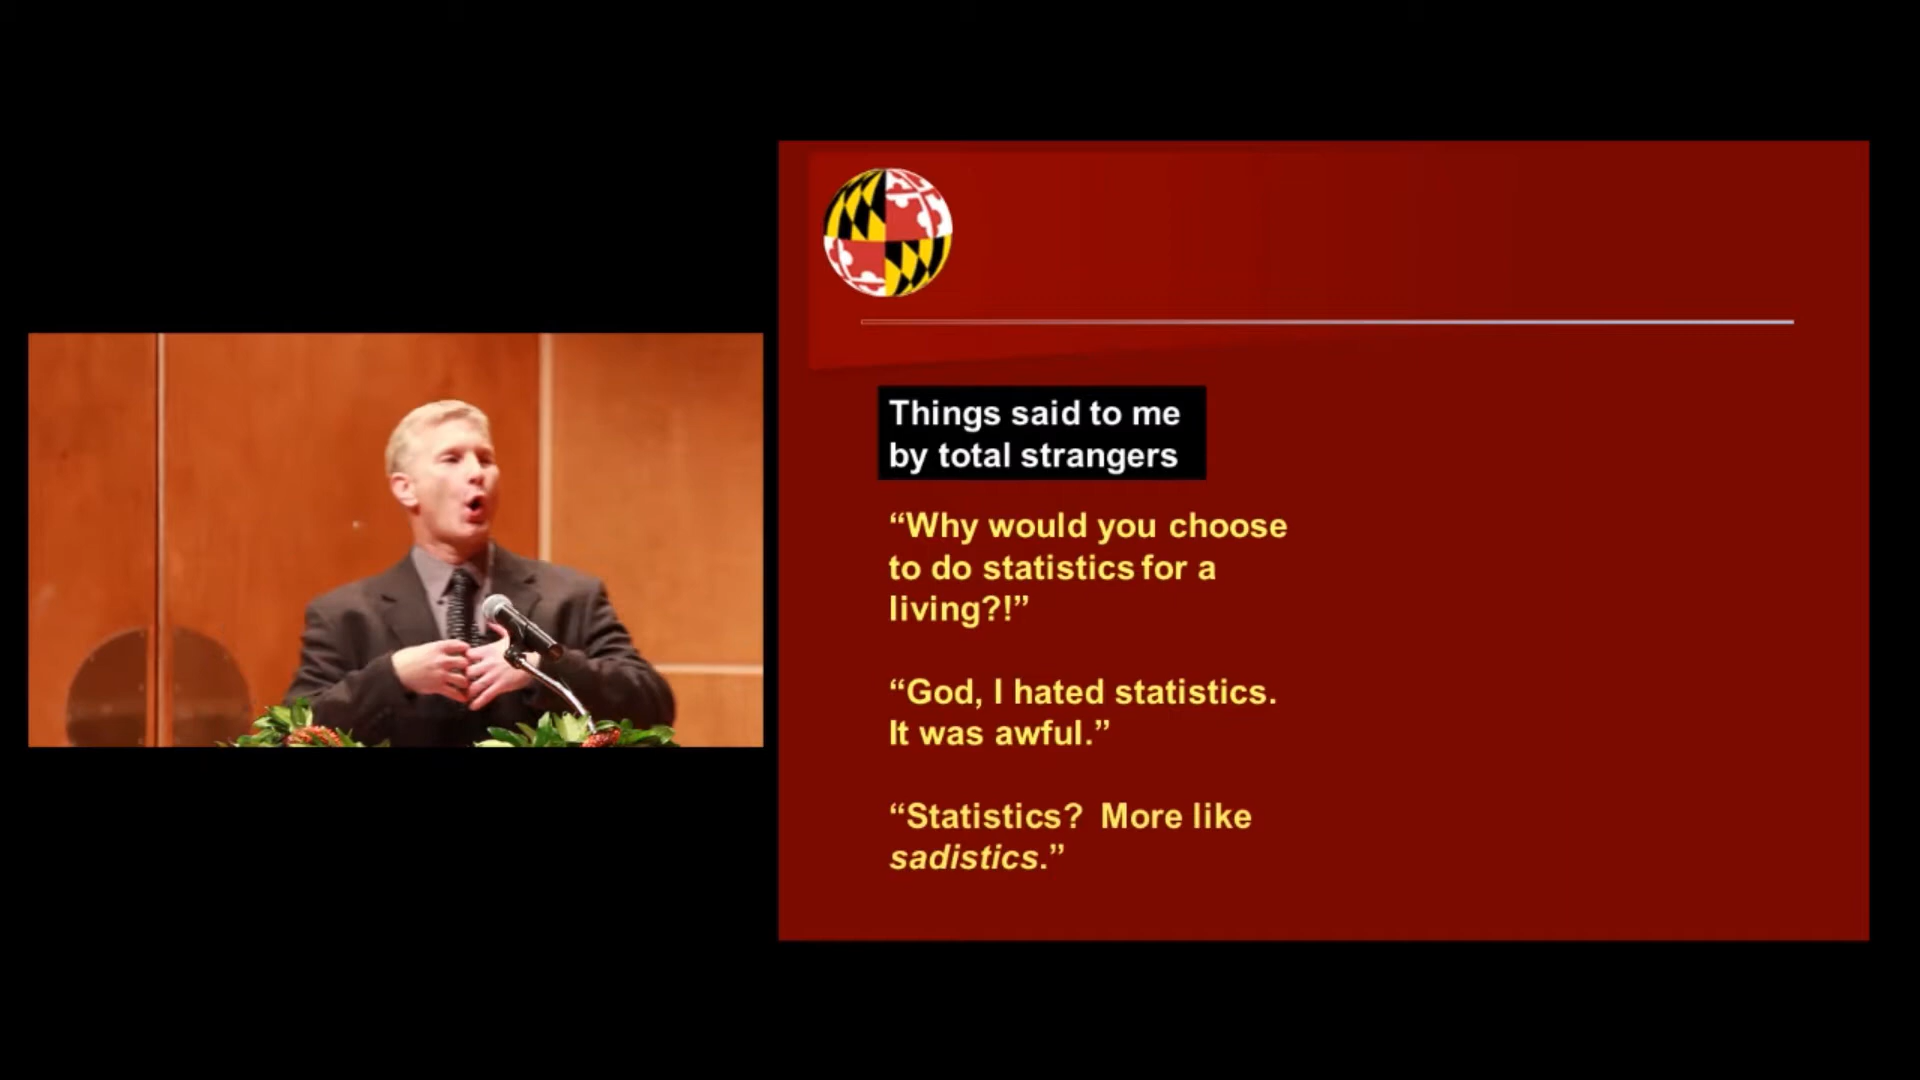 Things said to me
by total strangers
“Why would you choose
to do statistics for a
living?!”
“God, I hated statistics.
It was awful.”
“Statistics?  More like
sadistics.”